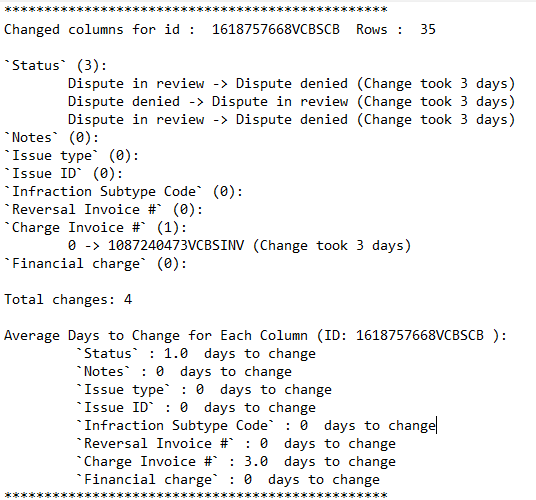 ************************************************
Changed columns for id :  1618757668VCBSCB  Rows :  35
`Status` (3):
Dispute in review -> Dispute denied (Change took 3 days)
Dispute denied -> Dispute in review (Change took 3 days)
Dispute in review -> Dispute denied (Change took 3 days)
`Notes` (0):
`Issue type` (0):
`Issue ID` (0):
`Infraction Subtype Code` (0):
`Reversal Invoice #` (0):
`Charge Invoice #` (1):
0 -> 1087240473VCBSINV (Change took 3 days)
`Financial charge` (0):
Total changes: 4
Average Days to Change for Each Column (ID: 1618757668VCBSCB ):
`Status` : 1.0  days to change
`Notes` : 0  days to change
`Issue type` : 0  days to change
`Issue ID` : 0  days to change
`Infraction Subtype Code` : 0  days to change
`Reversal Invoice #` : 0  days to change
`Charge Invoice #` : 3.0  days to change
`Financial charge` : 0  days to change
************************************************